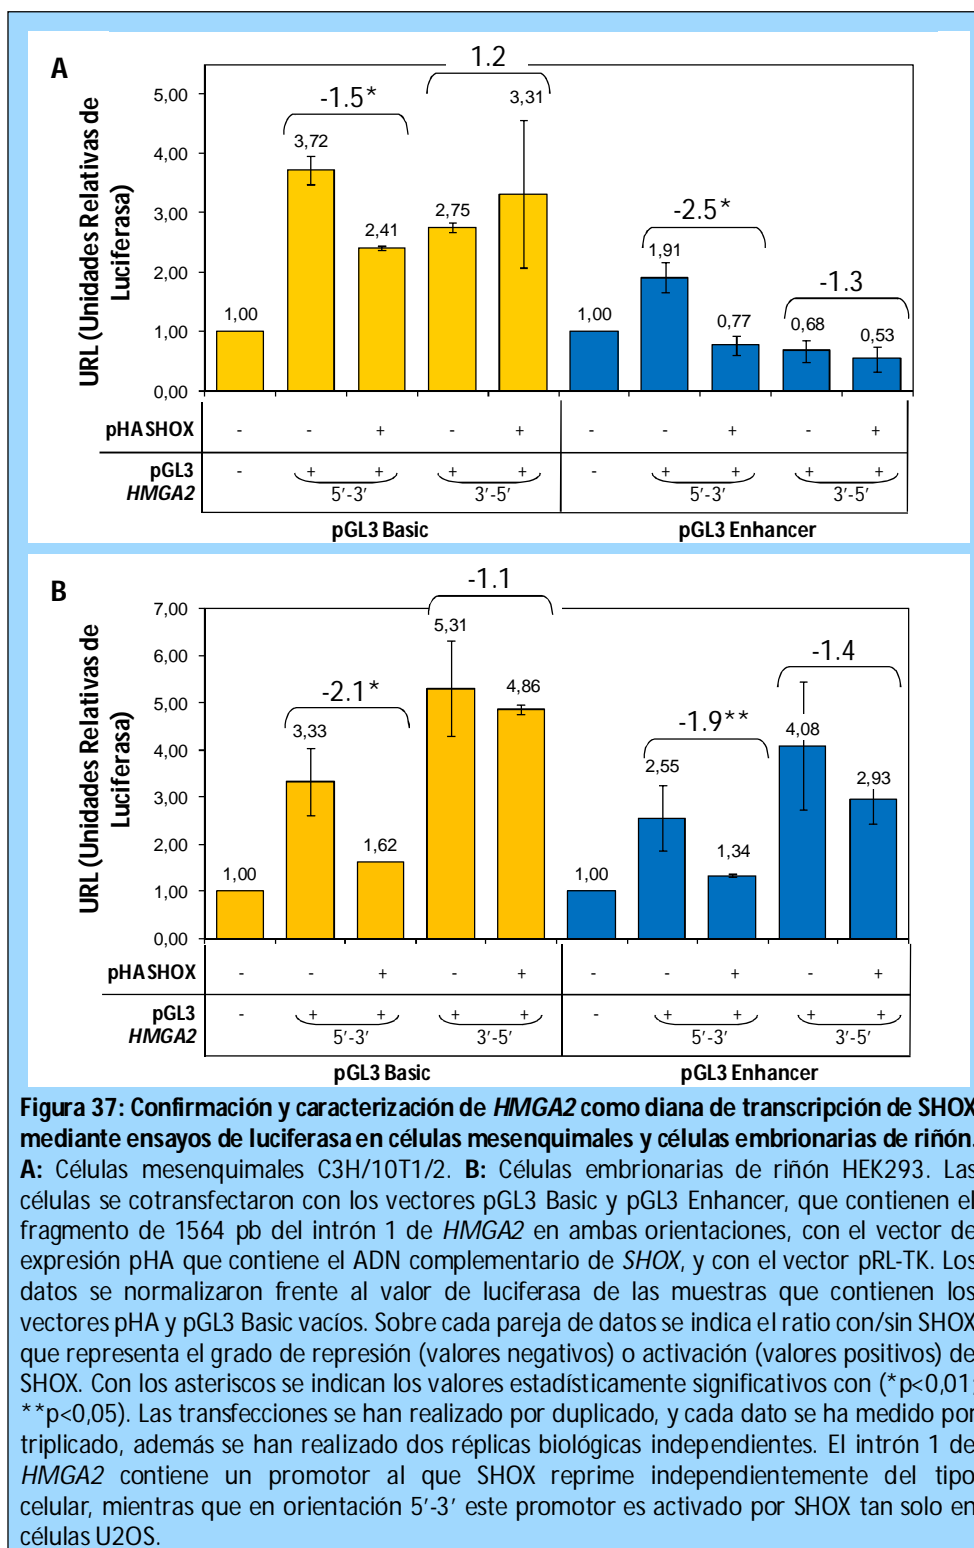 A
URL (Unidades Relativas de
Luciferasa)
5,00
4,00
3,00
2,00
1,00
0,00
-1.5*
1.2
-2.5*
-1.3
1,00
3,72
2,41
2,75
3,31
1,00
1,91
0,77
0,68
0,53
pHASHOX - - + - + - - + - +
pGL3 - + + + + - + + + +
HMGA2 5′-3′ 3′-5′ 5′-3′ 3′-5′
pGL3 Basic pGL3 Enhancer
B
URL (Unidades Relativas de
Luciferasa)
7,00
6,00
5,00
4,00
3,00
2,00
1,00
0,00
-2.1*
-1.1
-1.9**
-1.4
1,00
3,33
1,62
5,31
4,86
1,00
2,55
1,34
4,08
2,93
pHASHOX - - + - + - - + - +
pGL3 - + + + + - + + + +
HMGA2 5′-3′ 3′-5′ 5′-3′ 3′-5′
pGL3 Basic pGL3 Enhancer
Figura 37: Confirmación y caracterización de HMGA2 como diana de transcripción de SHOX
mediante ensayos de luciferasa en células mesenquimales y células embrionarias de riñón.
A: Células mesenquimales C3H/10T1/2. B: Células embrionarias de riñón HEK293. Las
células se cotransfectaron con los vectores pGL3 Basic y pGL3 Enhancer, que contienen el
fragmento de 1564 pb del intrón 1 de HMGA2 en ambas orientaciones, con el vector de
expresión pHA que contiene el ADN complementario de SHOX, y con el vector pRL-TK. Los
datos se normalizaron frente al valor de luciferasa de las muestras que contienen los
vectores pHA y pGL3 Basic vacíos. Sobre cada pareja de datos se indica el ratio con/sin SHOX
que representa el grado de represión (valores negativos) o activación (valores positivos) de
SHOX. Con los asteriscos se indican los valores estadísticamente significativos con (*p<0,01;
**p<0,05). Las transfecciones se han realizado por duplicado, y cada dato se ha medido por
triplicado, además se han realizado dos réplicas biológicas independientes. El intrón 1 de
HMGA2 contiene un promotor al que SHOX reprime independientemente del tipo
celular, mientras que en orientación 5′-3′ este promotor es activado por SHOX tan solo en
células U2OS.